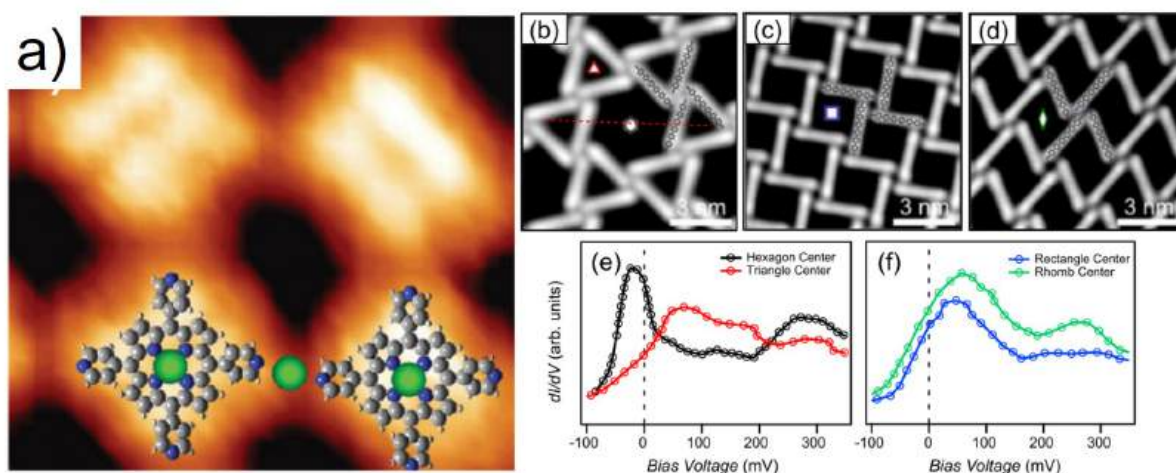 a)
(b)
(c)
(d)
3 nm
3 nm
3 nm
(e)
Hexagon Center
Triangle Center
(f)
Rectangle Center
Rhomb Center
dI/dV (arb. units)
-100 0 100 200 300
-100 0 100 200 300
Bias Voltage (mV)
Bias Voltage (mV)